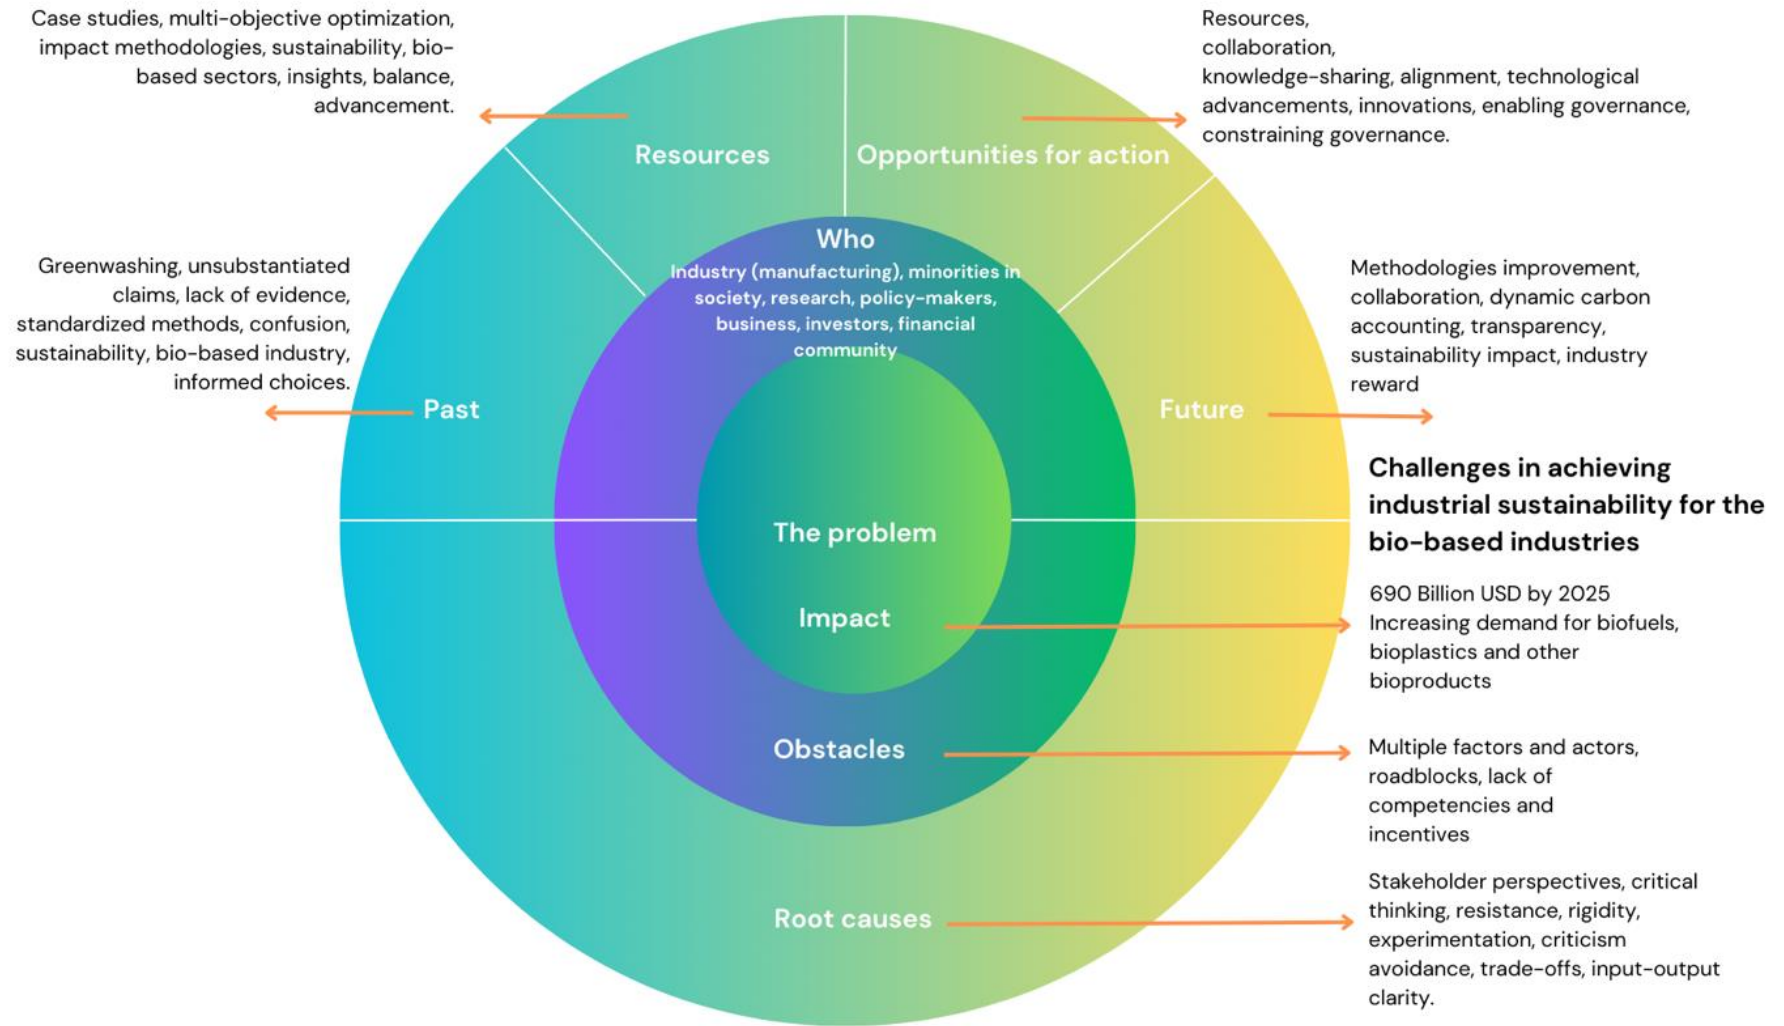 Case studies, multi-objective optimization,
impact methodologies, sustainability, bio-
based sectors, insights, balance,
advancement.
Resources,
collaboration,
knowledge-sharing, alignment, technological
advancements, innovations, enabling governance,
constraining governance.
Resources
Opportunities for action
Who
Industry (manufacturing), minorities in
society, research, policy-makers,
business, investors, financial
community
Greenwashing, unsubstantiated
claims, lack of evidence,
standardized methods, confusion,
sustainability, bio-based industry,
informed choices.
Past
Methodologies improvement,
collaboration, dynamic carbon
accounting, transparency,
sustainability impact, industry
reward
Future
The problem
Challenges in achieving
industrial sustainability for the
bio-based industries
Impact
690 Billion USD by 2025
Increasing demand for biofuels,
bioplastics and other
bioproducts
Obstacles
Multiple factors and actors,
roadblocks, lack of
competencies and
incentives
Root causes
Stakeholder perspectives, critical
thinking, resistance, rigidity,
experimentation, criticism
avoidance, trade-offs, input-output
clarity.